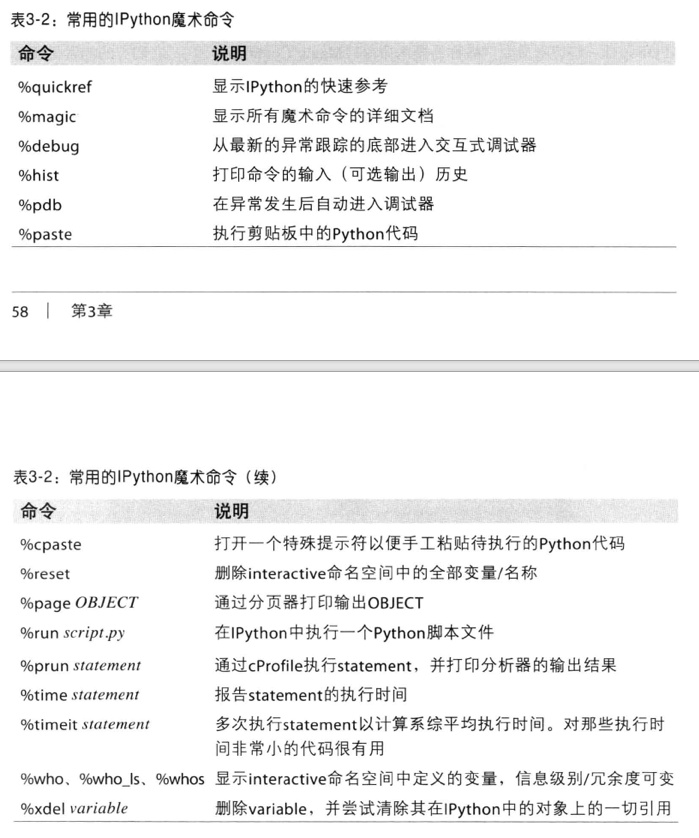 表3-2：常用的IPython魔术命令
命令 说明
%quickref 显示IPython的快速参考
%magic 显示所有魔术命令的详细文档
%debug 从最新的异常跟踪的底部进入交互式调试器
%hist 打印命令的输入（可选输出）历史
%pdb 在异常发生后自动进入调试器
%paste 执行剪贴板中的Python代码
58 | 第3章
表3-2：常用的IPython魔术命令（续）
命令 说明
%cpaste 打开一个特殊提示符以便手工粘贴待执行的Python代码
%reset 删除interactive命名空间中的全部变量/名称
%page OBJECT 通过分页器打印输出OBJECT
%run script.py 在IPython中执行一个Python脚本文件
%prun statement 通过cProfile执行statement，并打印分析器的输出结果
%time statement 报告statement的执行时间
%timeit statement 多次执行statement以计算系综平均执行时间。对那些执行时
间非常小的代码很有用
%who、%who_ls、%whos 显示interactive命名空间中定义的变量，信息级别/冗余度可变
%xdel variable 删除variable，并尝试清除其在IPython中的对象上的一切引用